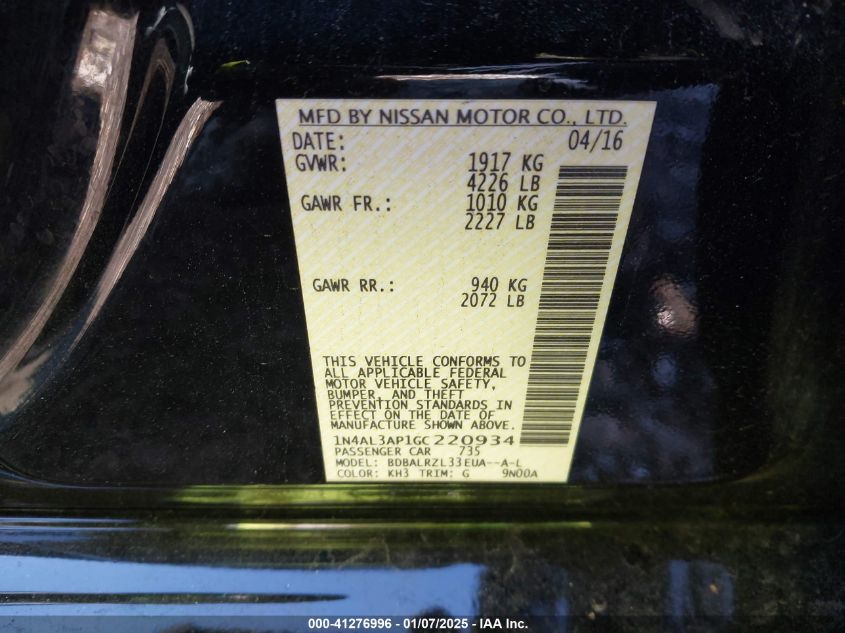 MFD BY NISSAN MOTOR CO., LTD.
DATE: 04/16
GVWR: 1917 KG
4226 LB
GAWR FR.: 1010 KG
2227 LB
GAWR RR.: 940 KG
2072 LB
THIS VEHICLE CONFORMS TO
ALL APPLICABLE FEDERAL
MOTOR VEHICLE SAFETY,
BUMPER, AND THEFT
PREVENTION STANDARDS IN
EFFECT ON THE DATE OF
MANUFACTURE SHOWN ABOVE.
1N4AL3AP1GC220934
PASSENGER CAR 735
MODEL: BDBALRZL33EUA--A-L
COLOR: KH3 TRIM: G 9N00A
000-41276996 - 01/07/2025 - IAA Inc.